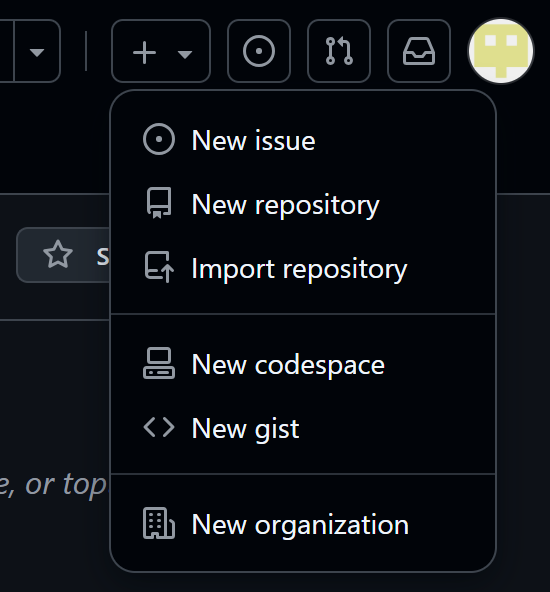 New issue
New repository
S
Import repository
New codespace
New gist
e, or top
New organization